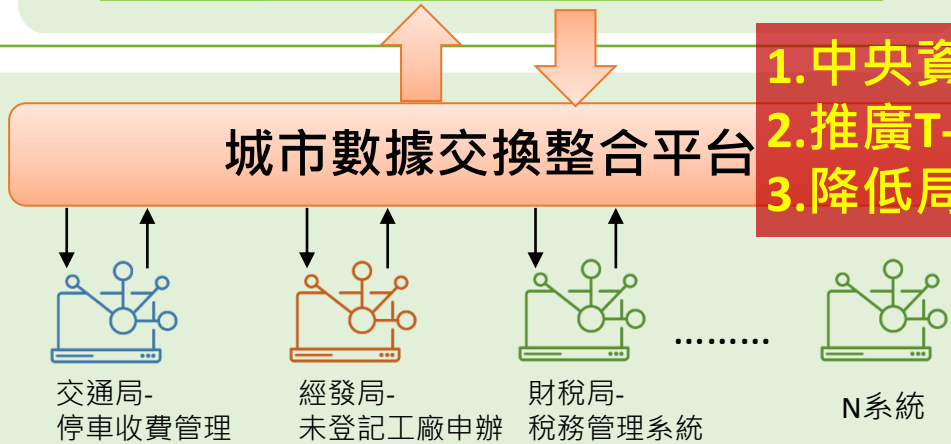 1.中央資
2.推廣T-
3.降低局
城市數據交換整合平台
交通局-
停車收費管理
經發局-
未登記工廠申辦
財稅局-
稅務管理系統
………
N系統